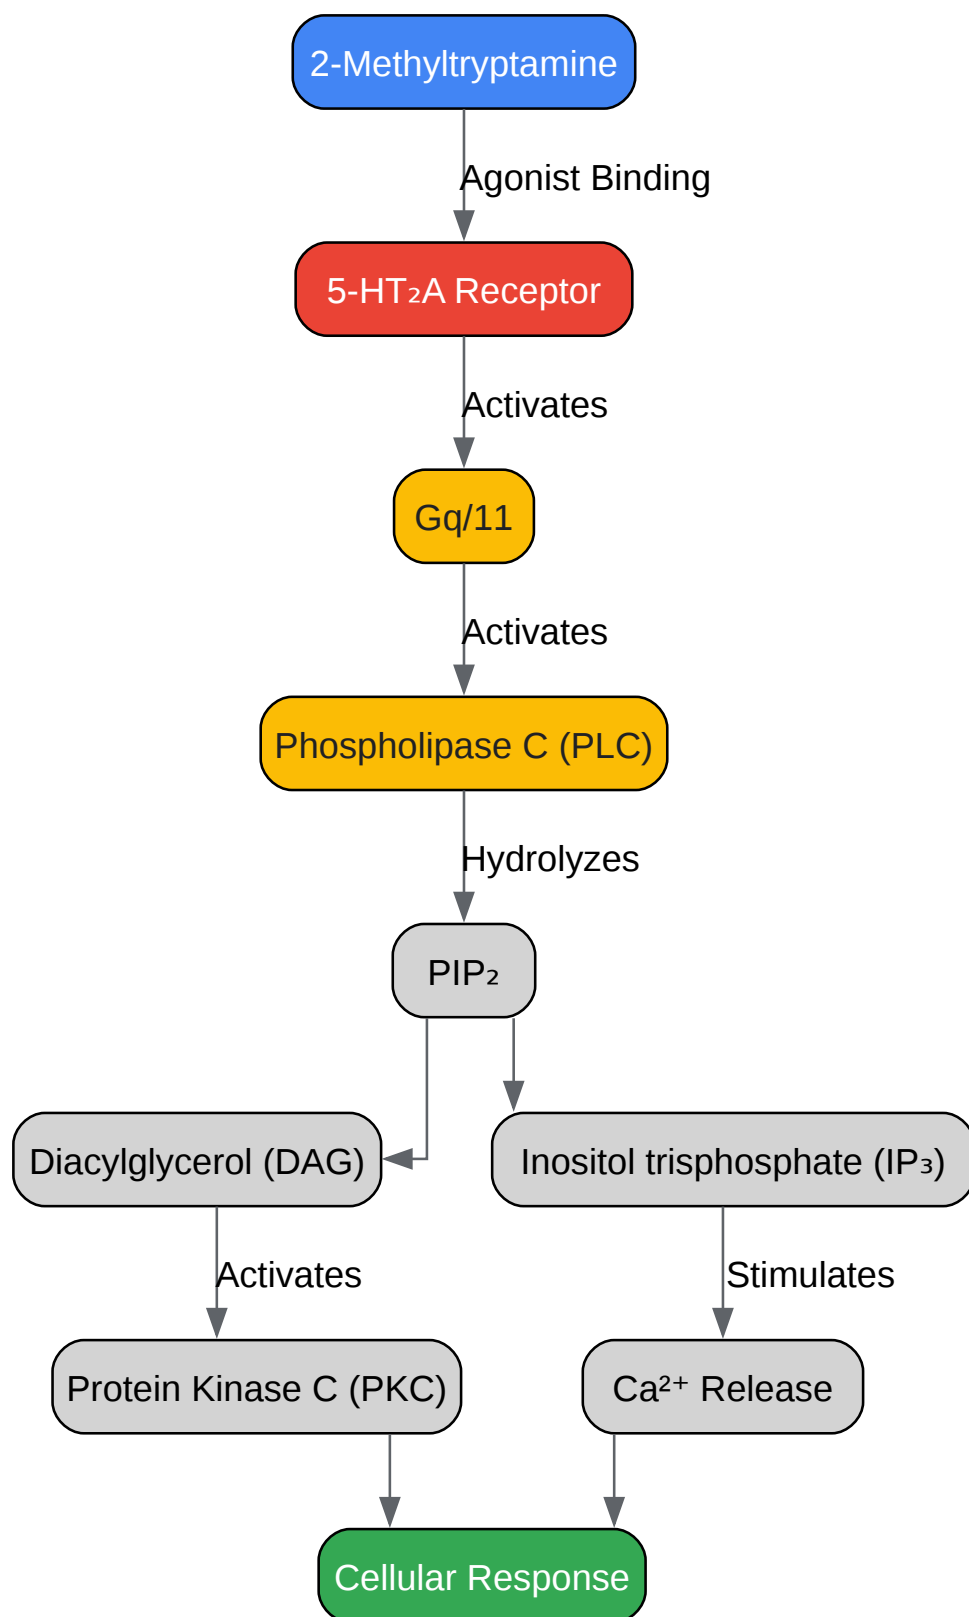 2-Methyltryptamine
Agonist Binding
5-HT₂A Receptor
Activates
Gq/11
Activates
Phospholipase C (PLC)
Hydrolyzes
PIP₂
Diacylglycerol (DAG)
Inositol trisphosphate (IP₃)
Activates
Stimulates
Protein Kinase C (PKC)
Ca²⁺ Release
Cellular Response